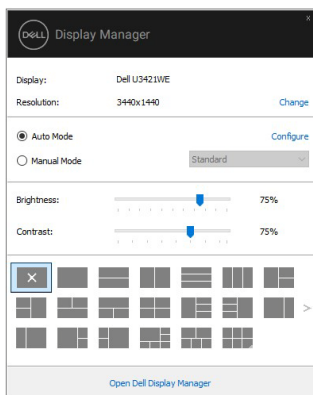 x
DELL Display Manager
Display: Dell U3421WE
Resolution: 3440x1440 Change
Auto Mode Configure
Manual Mode Standard
Brightness: 75%
Contrast: 75%
Open Dell Display Manager